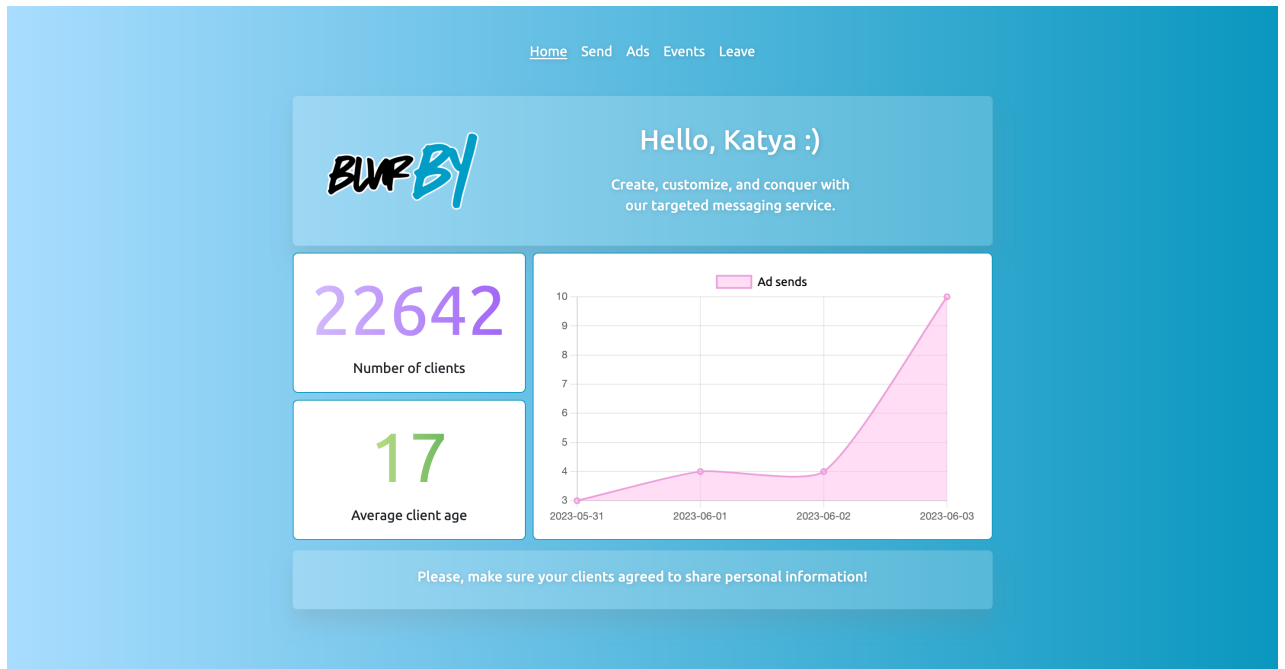 Home Send Ads Events Leave
BLURBY
Hello, Katya :)
Create, customize, and conquer with
our targeted messaging service.
22642
Number of clients
17
Average client age
Ad sends
10
9
8
7
6
5
4
3
2023-05-31 2023-06-01 2023-06-02 2023-06-03
Please, make sure your clients agreed to share personal information!